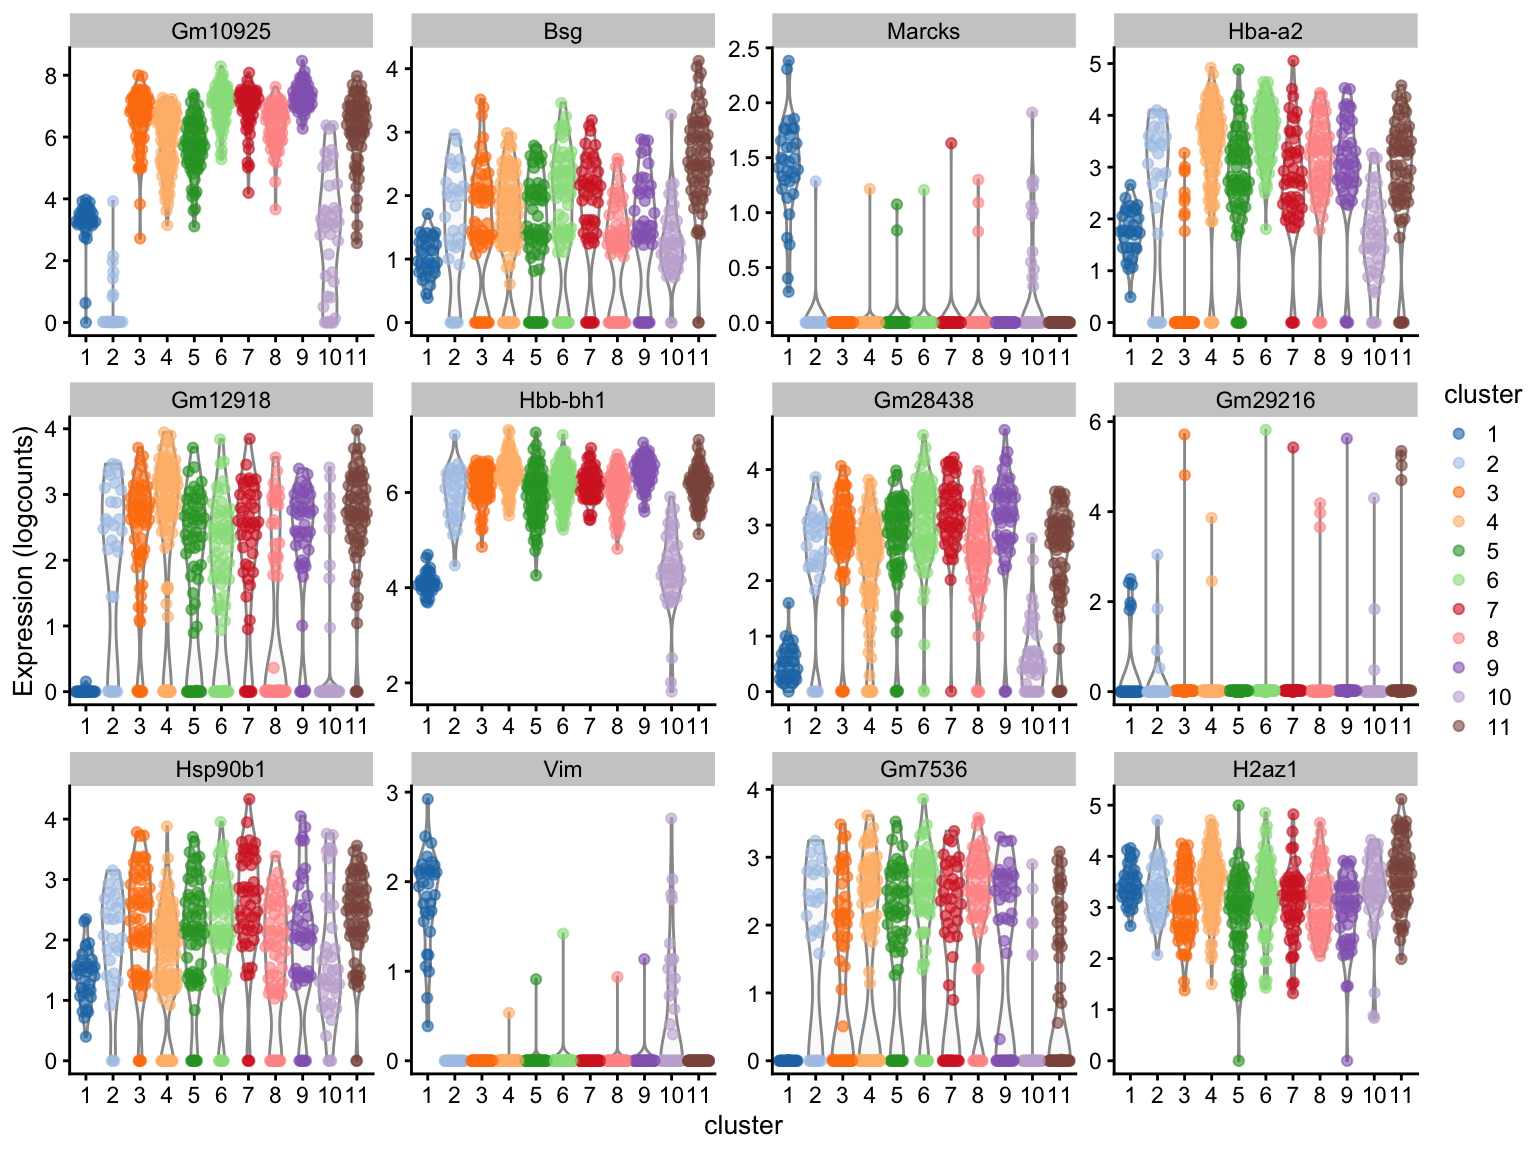 Gm10925 Bsg Marcks Hba-a2
8 6 4 2 0
4 3 2 1 0
2.5 2.0 1.5 1.0 0.5 0.0
5 4 3 2 1 0
1 2 3 4 5 6 7 8 9 10 11
1 2 3 4 5 6 7 8 9 10 11
1 2 3 4 5 6 7 8 9 10 11
1 2 3 4 5 6 7 8 9 10 11
Gm12918 Hbb-bh1 Gm28438 Gm29216
4 3 2 1 0
6 4 2
4 3 2 1 0
6 4 2 0
1 2 3 4 5 6 7 8 9 10 11
1 2 3 4 5 6 7 8 9 10 11
1 2 3 4 5 6 7 8 9 10 11
1 2 3 4 5 6 7 8 9 10 11
Hsp90b1 Vim Gm7536 H2az1
4 3 2 1 0
3 2 1 0
4 3 2 1 0
5 4 3 2 1 0
1 2 3 4 5 6 7 8 9 10 11
1 2 3 4 5 6 7 8 9 10 11
1 2 3 4 5 6 7 8 9 10 11
1 2 3 4 5 6 7 8 9 10 11
Expression (logcounts)
cluster
cluster
1
2
3
4
5
6
7
8
9
10
11